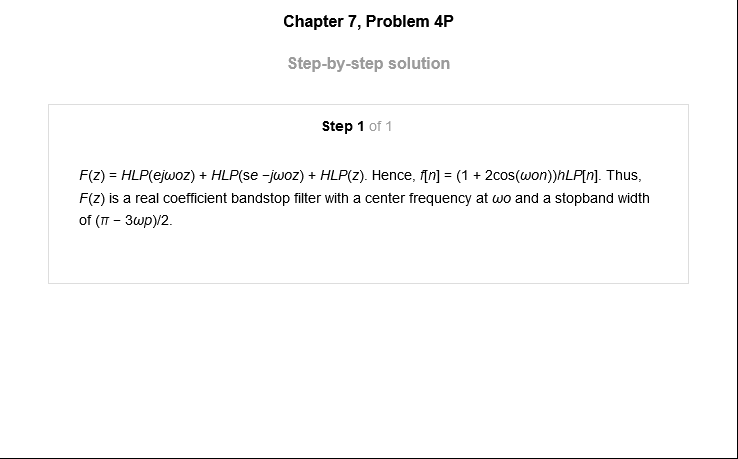 Chapter 7, Problem 4P
Step-by-step solution
Step 1 of 1
F(z) = HLP(ejωoz) + HLP(se −jωoz) + HLP(z). Hence, f[n] = (1 + 2cos(ωon))hLP[n]. Thus,
F(z) is a real coefficient bandstop filter with a center frequency at ωo and a stopband width
of (π − 3ωp)/2.